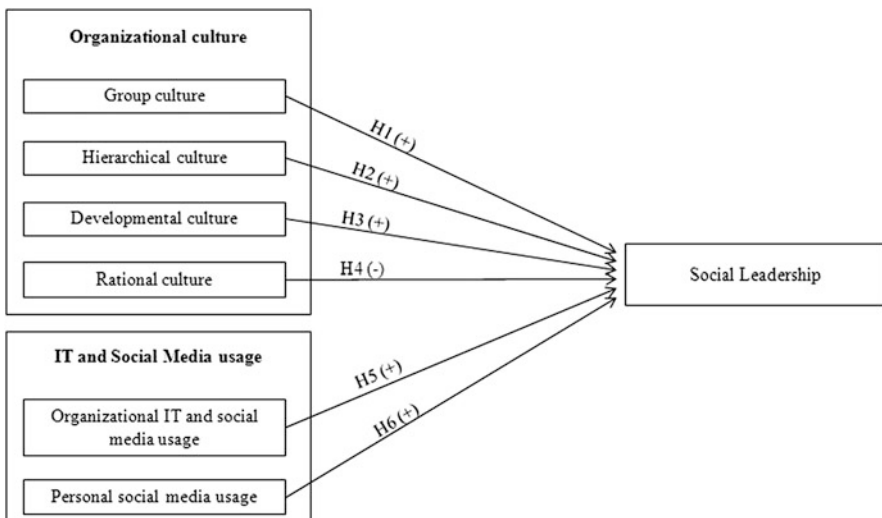 Organizational culture
Group culture
Hierarchical culture
Developmental culture
Rational culture
H1 (+)
H2 (+)
H3 (+)
H4 (-)
Social Leadership
IT and Social Media usage
Organizational IT and social
media usage
Personal social media usage
H5 (+)
H6 (+)